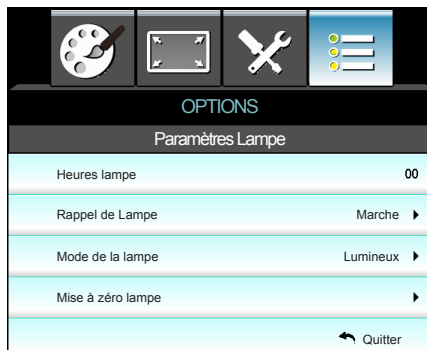 OPTIONS
Paramètres Lampe
Heures lampe 00
Rappel de Lampe Marche
Mode de la lampe Lumineux
Mise à zéro lampe
Quitter